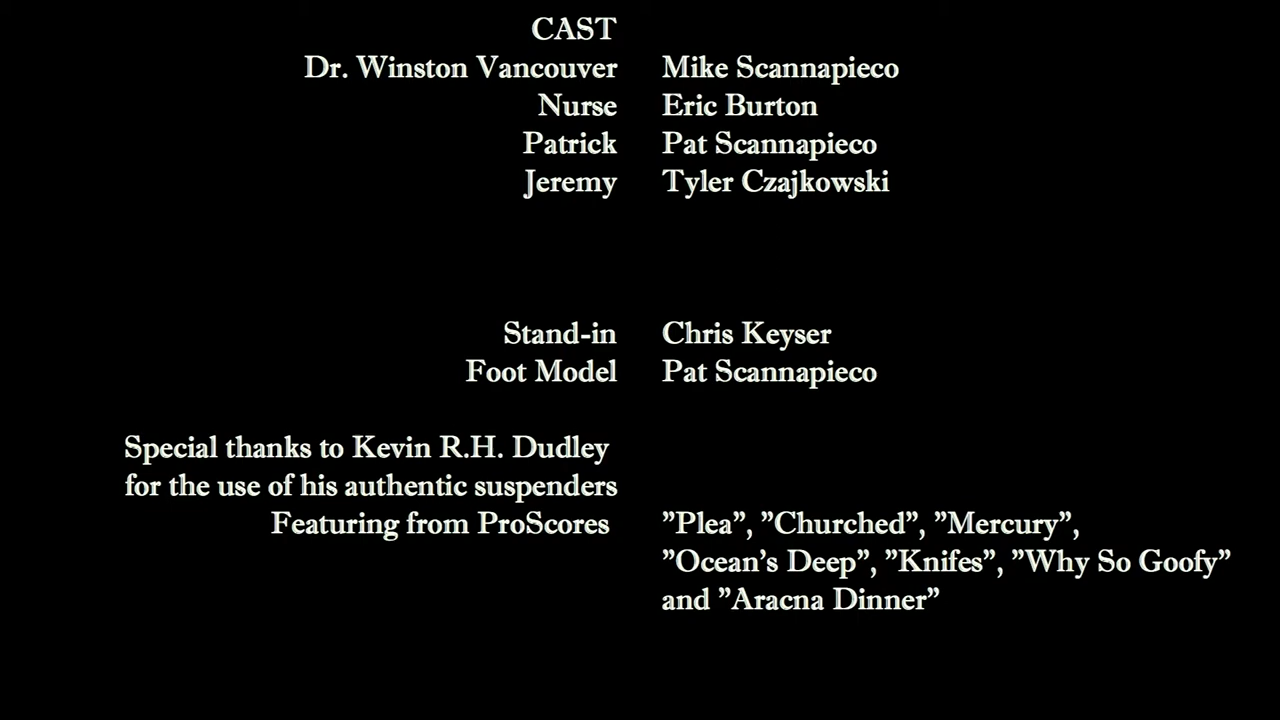 CAST
Dr. Winston Vancouver Mike Scannapieco
Nurse Eric Burton
Patrick Pat Scannapieco
Jeremy Tyler Czajkowski
Stand-in Chris Keyser
Foot Model Pat Scannapieco
Special thanks to Kevin R.H. Dudley
for the use of his authentic suspenders
Featuring from ProScores ”Plea”, ”Churched”, ”Mercury”,
”Ocean’s Deep”, ”Knifes”, ”Why So Goofy”
and ”Aracna Dinner”